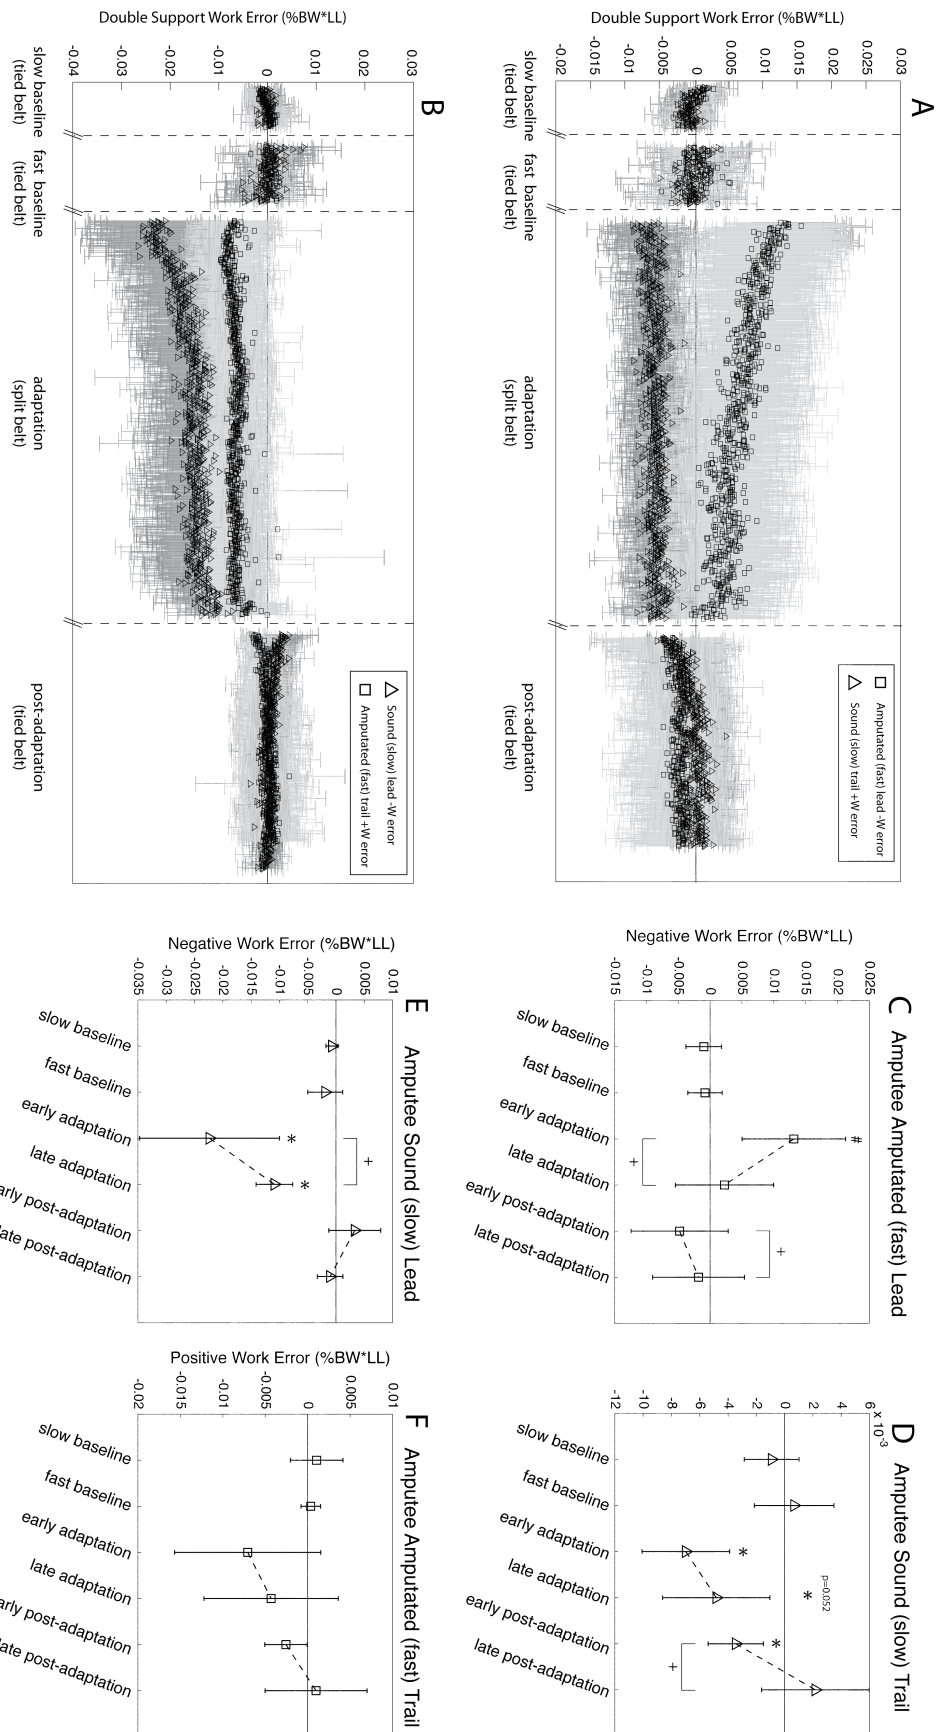 A
Double Support Work Error (%BW*LL)
0.03
0.015
0.01
0.005
0
-0.005
-0.01
-0.015
-0.02
slow baseline
(tied belt)
fast baseline
(tied belt)
adaptation
(split belt)
post-adaptation
(tied belt)
Amputated (fast) lead -W error
Sound (slow) trail +W error
B
Double Support Work Error (%BW*LL)
0.03
0.02
0.01
0
-0.01
-0.02
-0.03
-0.04
slow baseline
(tied belt)
fast baseline
(tied belt)
adaptation
(split belt)
post-adaptation
(tied belt)
Sound (slow) lead -W error
Amputated (fast) trail +W error
C Amputee Amputated (fast) Lead
Negative Work Error (%BW*LL)
0.025
0.02
0.015
0.01
0.005
0
-0.005
-0.01
-0.015
#
+
+
slow baseline
fast baseline
early adaptation
late adaptation
early post-adaptation
late post-adaptation
D Amputee Sound (slow) Trail
6 x 10-3
4
2
0
-2
-4
-6
-8
-10
-12
*
p=0.052
*
*
+
slow baseline
fast baseline
early adaptation
late adaptation
early post-adaptation
late post-adaptation
E Amputee Sound (slow) Lead
Negative Work Error (%BW*LL)
0.01
0.005
0
-0.005
-0.01
-0.015
-0.02
-0.025
-0.03
-0.035
+
*
*
slow baseline
fast baseline
early adaptation
late adaptation
early post-adaptation
late post-adaptation
F Amputee Amputated (fast) Trail
Positive Work Error (%BW*LL)
0.01
0.005
0
-0.005
-0.01
-0.015
-0.02
slow baseline
fast baseline
early adaptation
late adaptation
early post-adaptation
late post-adaptation